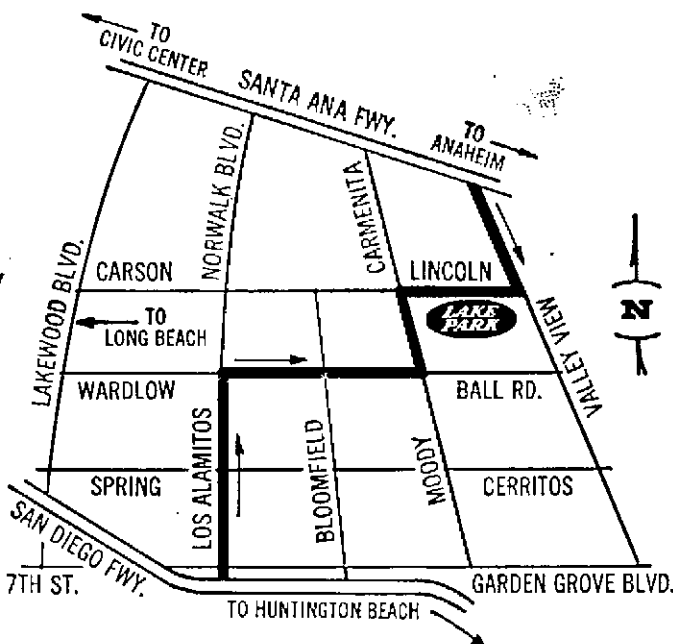 TO
CIVIC CENTER
SANTA ANA FWY.
TO
ANAHEIM
NORWALK BLVD.
CARMENITA
LAKEWOOD BLVD.
CARSON
LINCOLN
LAKE
PARK
N
TO
LONG BEACH
VALLEY VIEW
WARDLOW
BALL RD.
LOS ALAMITOS
BLOOMFIELD
MOODY
SPRING
CERRITOS
SAN DIEGO FWY.
7TH ST.
GARDEN GROVE BLVD.
TO HUNTINGTON BEACH